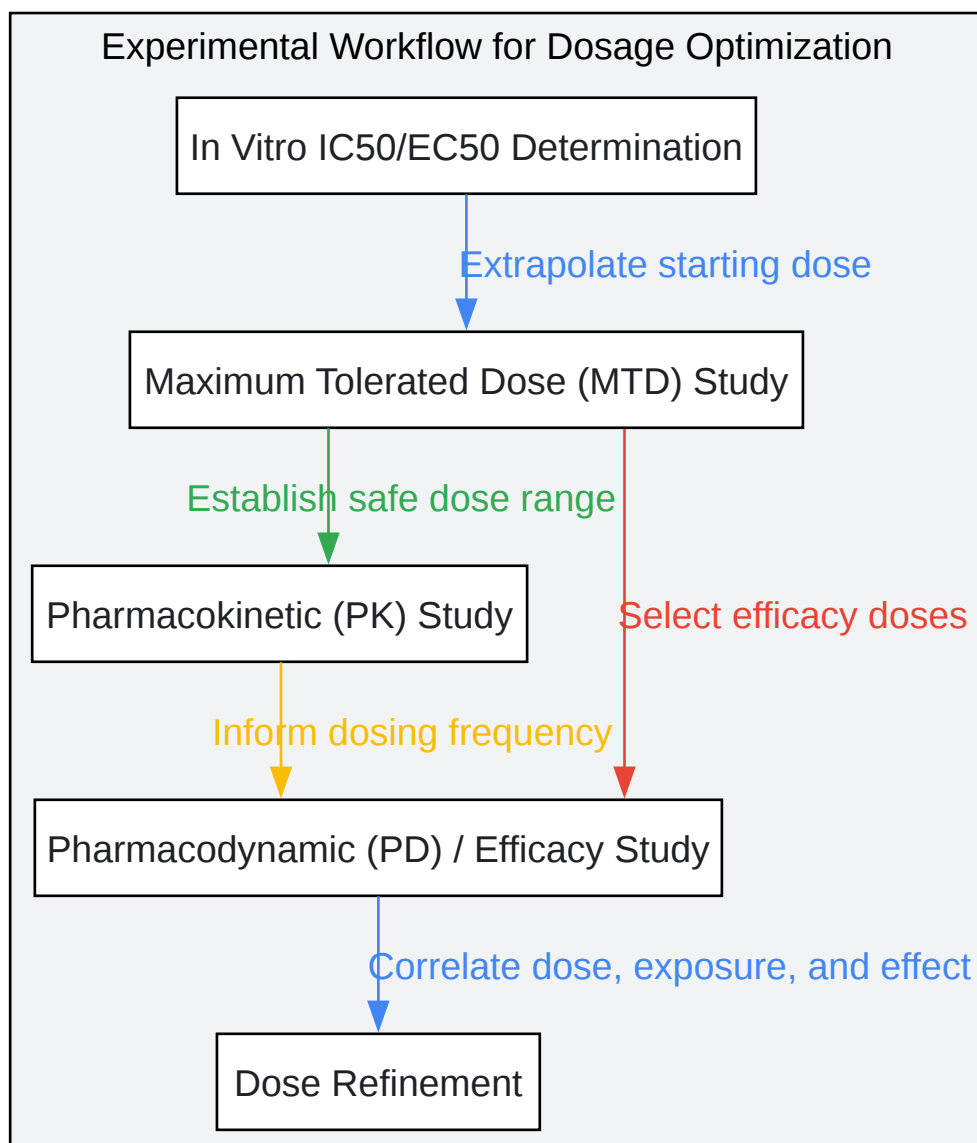 Experimental Workflow for Dosage Optimization
In Vitro IC50/EC50 Determination
Extrapolate starting dose
Maximum Tolerated Dose (MTD) Study
Establish safe dose range
Pharmacokinetic (PK) Study
Select efficacy doses
Inform dosing frequency
Pharmacodynamic (PD) / Efficacy Study
Correlate dose, exposure, and effect
Dose Refinement